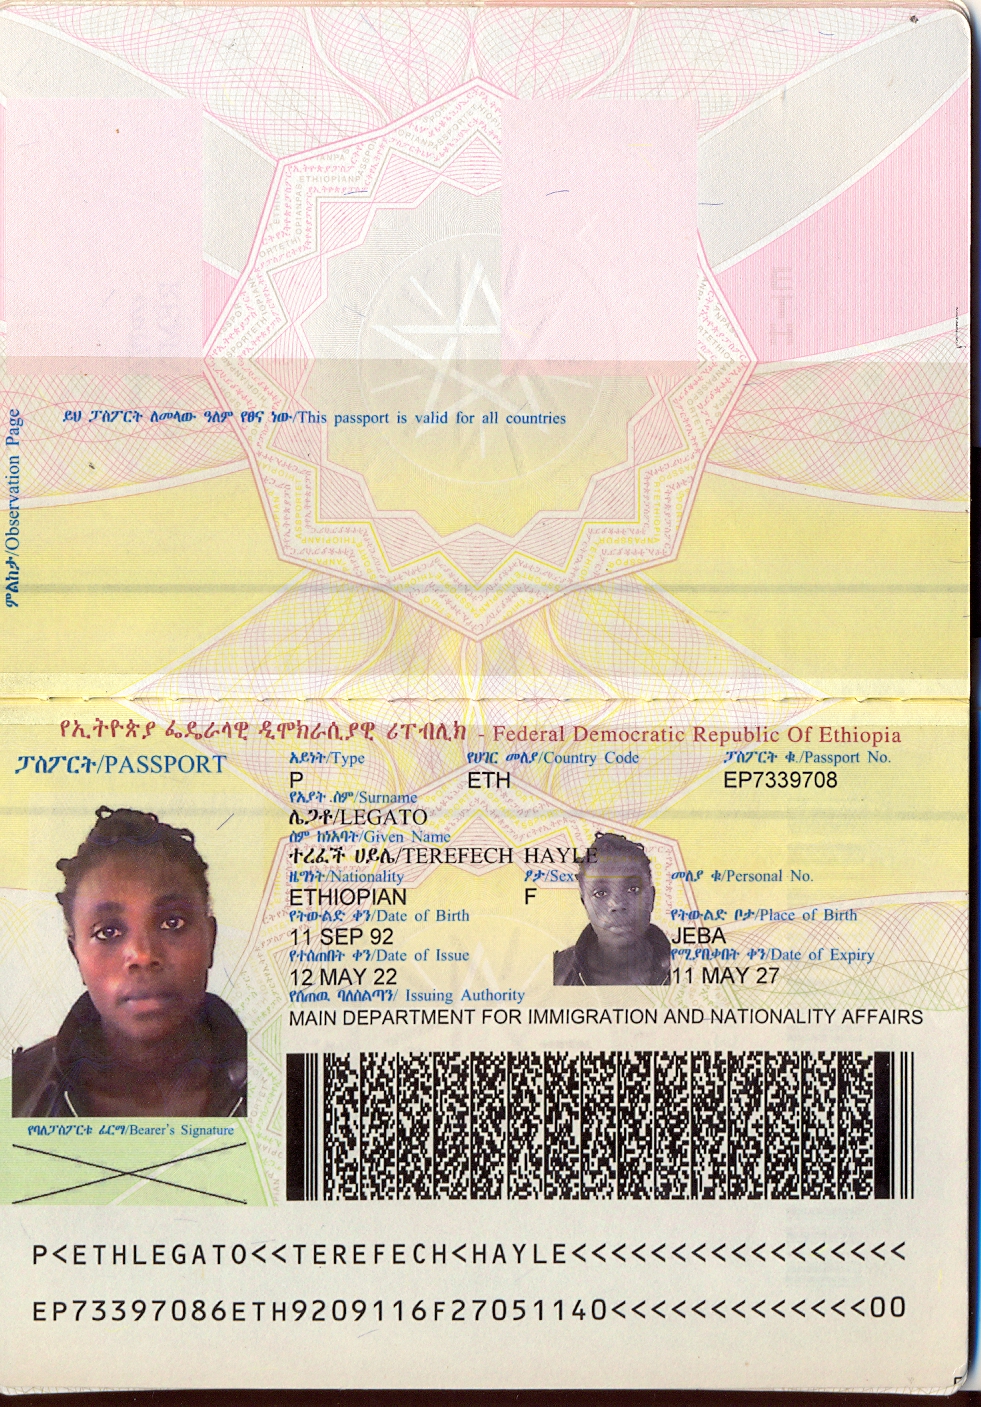 ይህ ፓስፖርት ለመላው ዓለም የፀና ነው/This passport is valid for all countries
ምልከታ/Observation Page
የኢትዮጵያ ፌዴራላዊ ዲሞክራሲያዊ ሪፐብሊክ - Federal Democratic Republic Of Ethiopia
ፓስፖርት/PASSPORT
አይነት/Type
የሀገር መለያ/Country Code
ፓስፖርት ቁ./Passport No.
P
ETH
EP7339708
የአያት ስም/Surname
ሌጋቶ/LEGATO
ስም ከነአባት/Given Name
ተረፈች ሀይሌ/TEREFECH HAYLE
ዜግነት/Nationality
ፆታ/Sex
መለያ ቁ/Personal No.
ETHIOPIAN
F
የትውልድ ቀን/Date of Birth
የትውልድ ቦታ/Place of Birth
11 SEP 92
JEBA
የተሰጠበት ቀን/Date of Issue
የሚያበቃበት ቀን/Date of Expiry
12 MAY 22
11 MAY 27
የሰጠዉ ባለስልጣን/ Issuing Authority
MAIN DEPARTMENT FOR IMMIGRATION AND NATIONALITY AFFAIRS
የባለፓስፖርቱ ፊርማ/Bearer's Signature
P<ETHLEGATO<<TEREFECH<HAYLE<<<<<<<<<<<<<<<<<
EP73397086ETH9209116F27051140<<<<<<<<<<<<<00